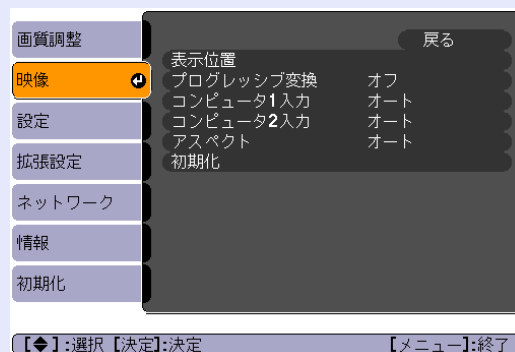 画質調整
映像
設定
拡張設定
ネットワーク
情報
初期化
戻る
表示位置
プログレッシブ変換 オフ
コンピュータ1入力 オート
コンピュータ2入力 オート
アスペクト オート
初期化
【◆】:選択 【決定】:決定 【メニュー】:終了